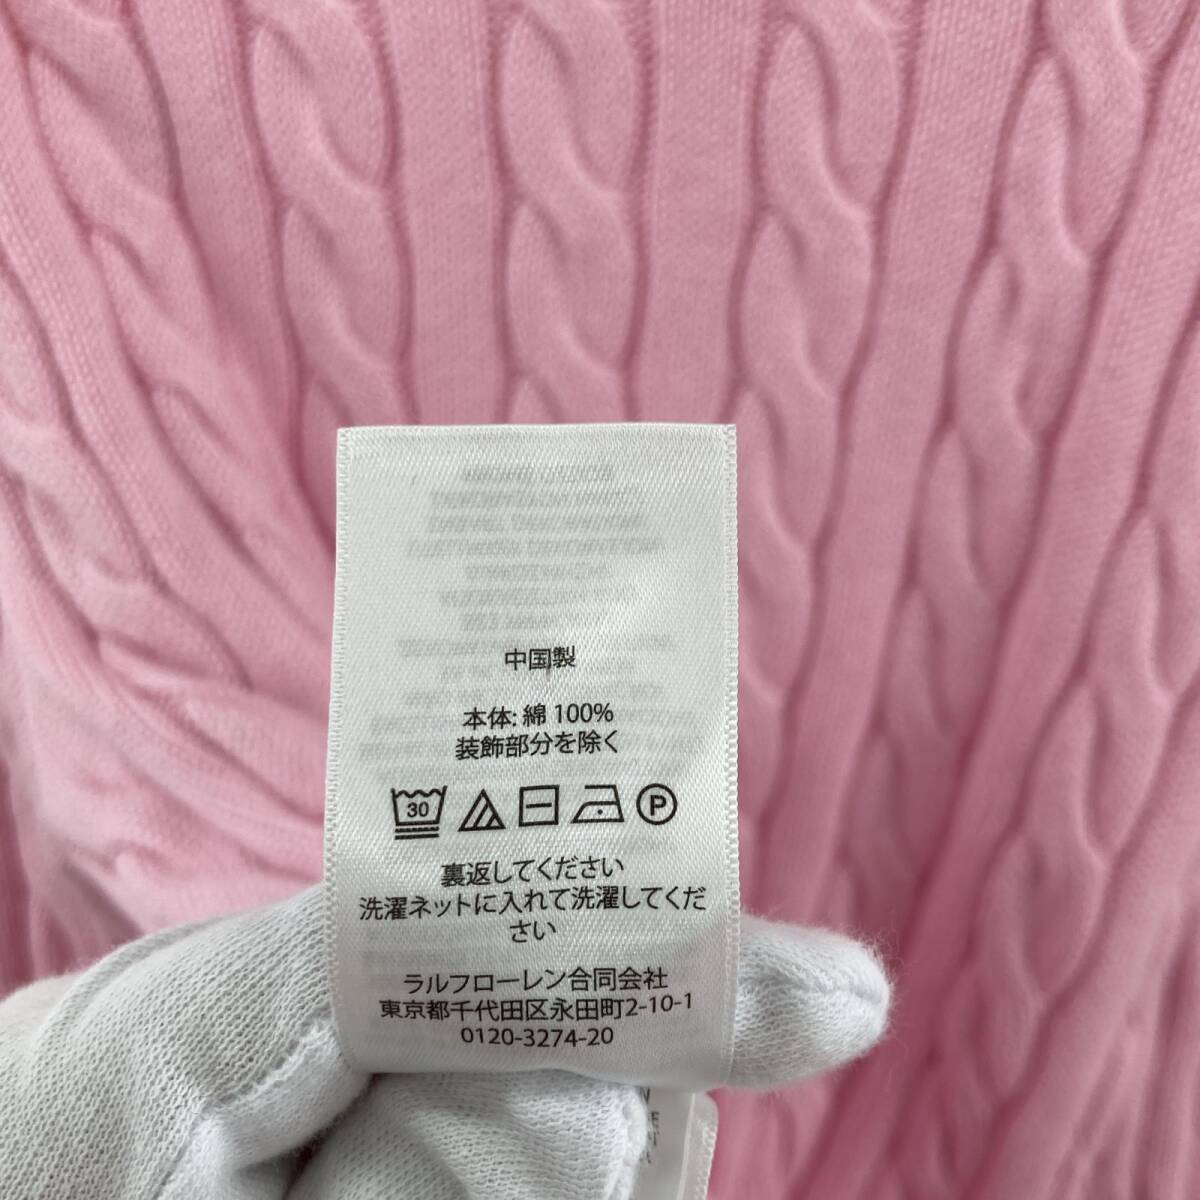 中国製
本体: 綿 100%
装飾部分を除く
30 P
裏返してください
洗濯ネットに入れて洗濯してくだ
さい
ラルフローレン合同会社
東京都千代田区永田町2-10-1
0120-3274-20